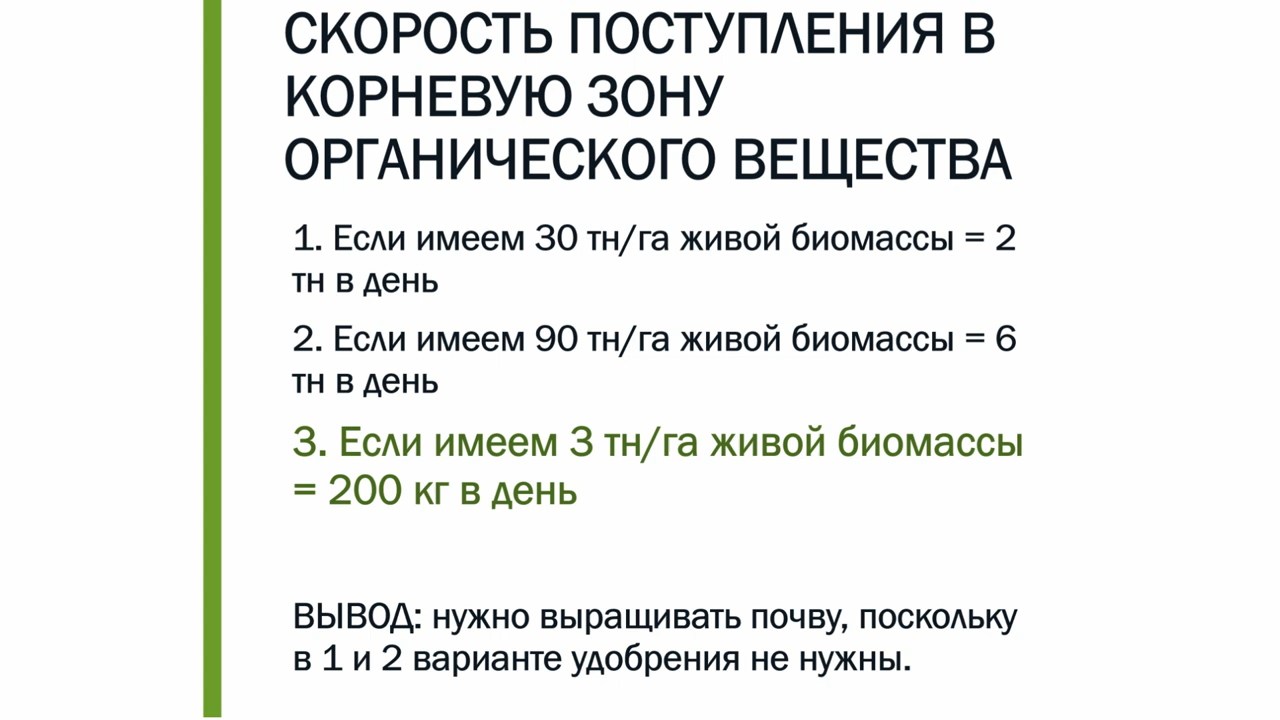 СКОРОСТЬ ПОСТУПЛЕНИЯ В
КОРНЕВУЮ ЗОНУ
ОРГАНИЧЕСКОГО ВЕЩЕСТВА
1. Если имеем 30 тн/га живой биомассы = 2
тн в день
2. Если имеем 90 тн/га живой биомассы = 6
тн в день
3. Если имеем 3 тн/га живой биомассы
= 200 кг в день
ВЫВОД: нужно выращивать почву, поскольку
в 1 и 2 варианте удобрения не нужны.